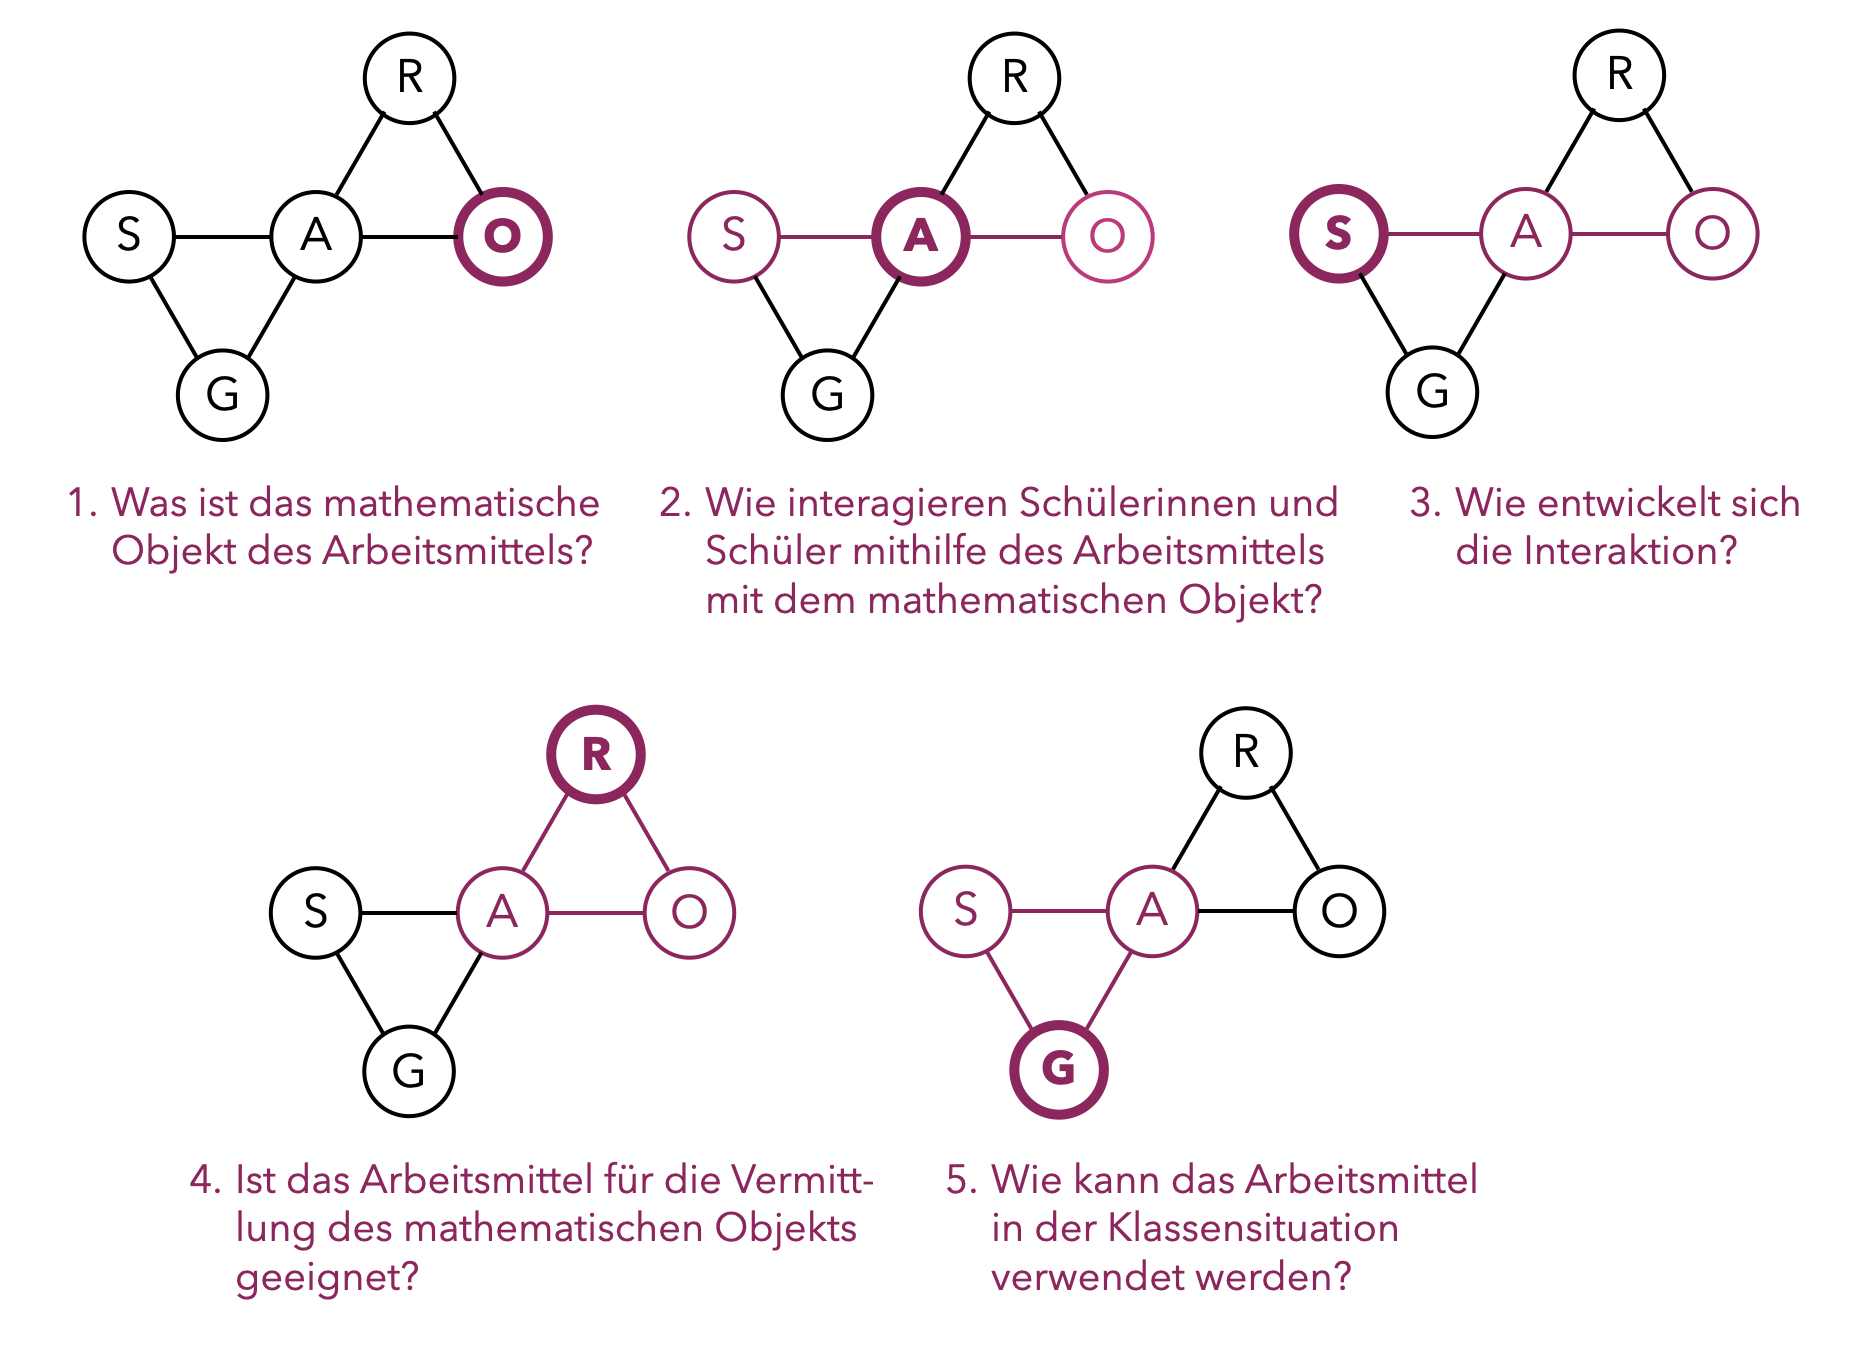 R
S
A
O
G
R
S
A
O
G
R
S
A
O
G
1. Was ist das mathematische
Objekt des Arbeitsmittels?
2. Wie interagieren Schülerinnen und
Schüler mithilfe des Arbeitsmittels
mit dem mathematischen Objekt?
3. Wie entwickelt sich
die Interaktion?
R
S
A
O
G
R
S
A
O
G
4. Ist das Arbeitsmittel für die Vermitt-
lung des mathematischen Objekts
geeignet?
5. Wie kann das Arbeitsmittel
in der Klassensituation
verwendet werden?